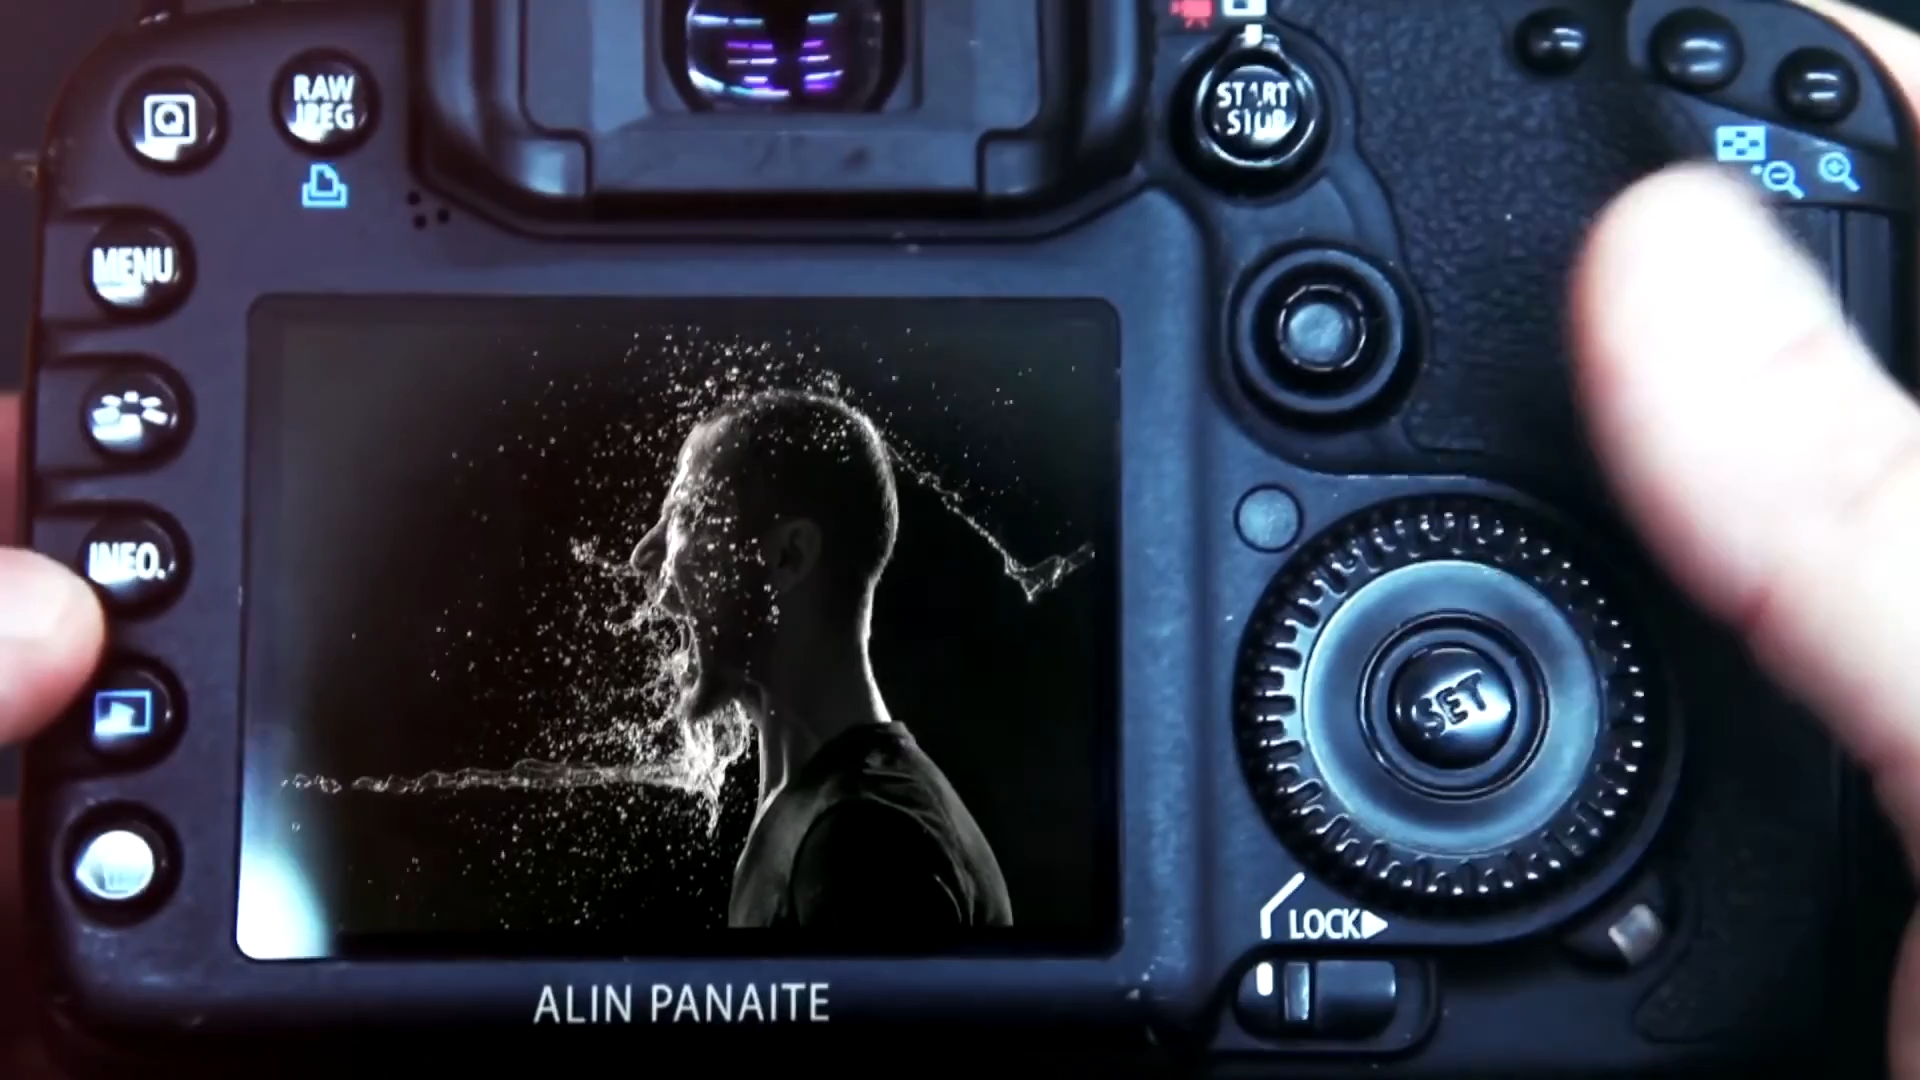 Q
RAW
JPEG
START
STOP
MENU
INFO.
SET
LOCK
ALIN PANAITE